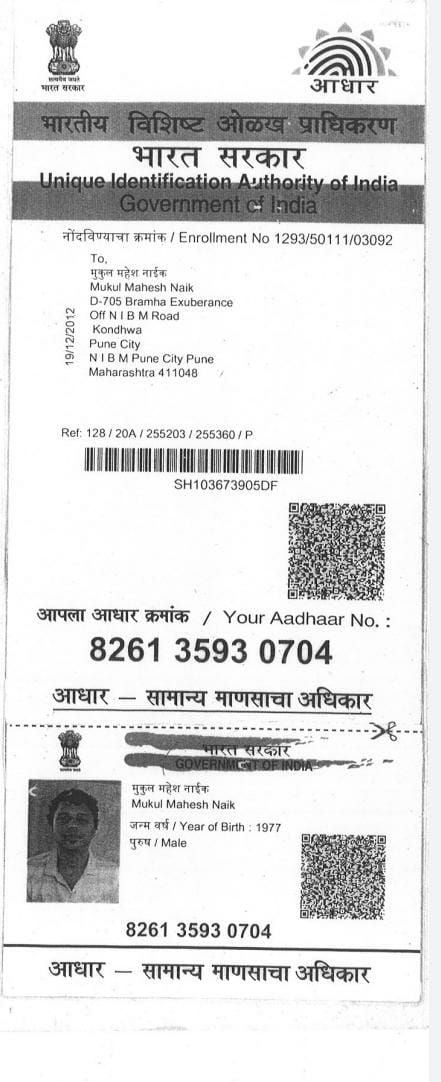 सत्यमेव जयते
भारत सरकार
आधार
भारतीय विशिष्ट ओळख प्राधिकरण
भारत सरकार
Unique Identification Authority of India
Government of India
नोंदविण्याचा क्रमांक / Enrollment No 1293/50111/03092
To,
मुकुल महेश नाईक
Mukul Mahesh Naik
D-705 Bramha Exuberance
Off N I B M Road
Kondhwa
Pune City
N I B M Pune City Pune
Maharashtra 411048
19/12/2012
Ref: 128 / 20A / 255203 / 255360 / P
SH103673905DF
आपला आधार क्रमांक / Your Aadhaar No. :
8261 3593 0704
आधार — सामान्य माणसाचा अधिकार
भारत सरकार
GOVERNMENT OF INDIA
मुकुल महेश नाईक
Mukul Mahesh Naik
जन्म वर्ष / Year of Birth : 1977
पुरुष / Male
8261 3593 0704
आधार — सामान्य माणसाचा अधिकार